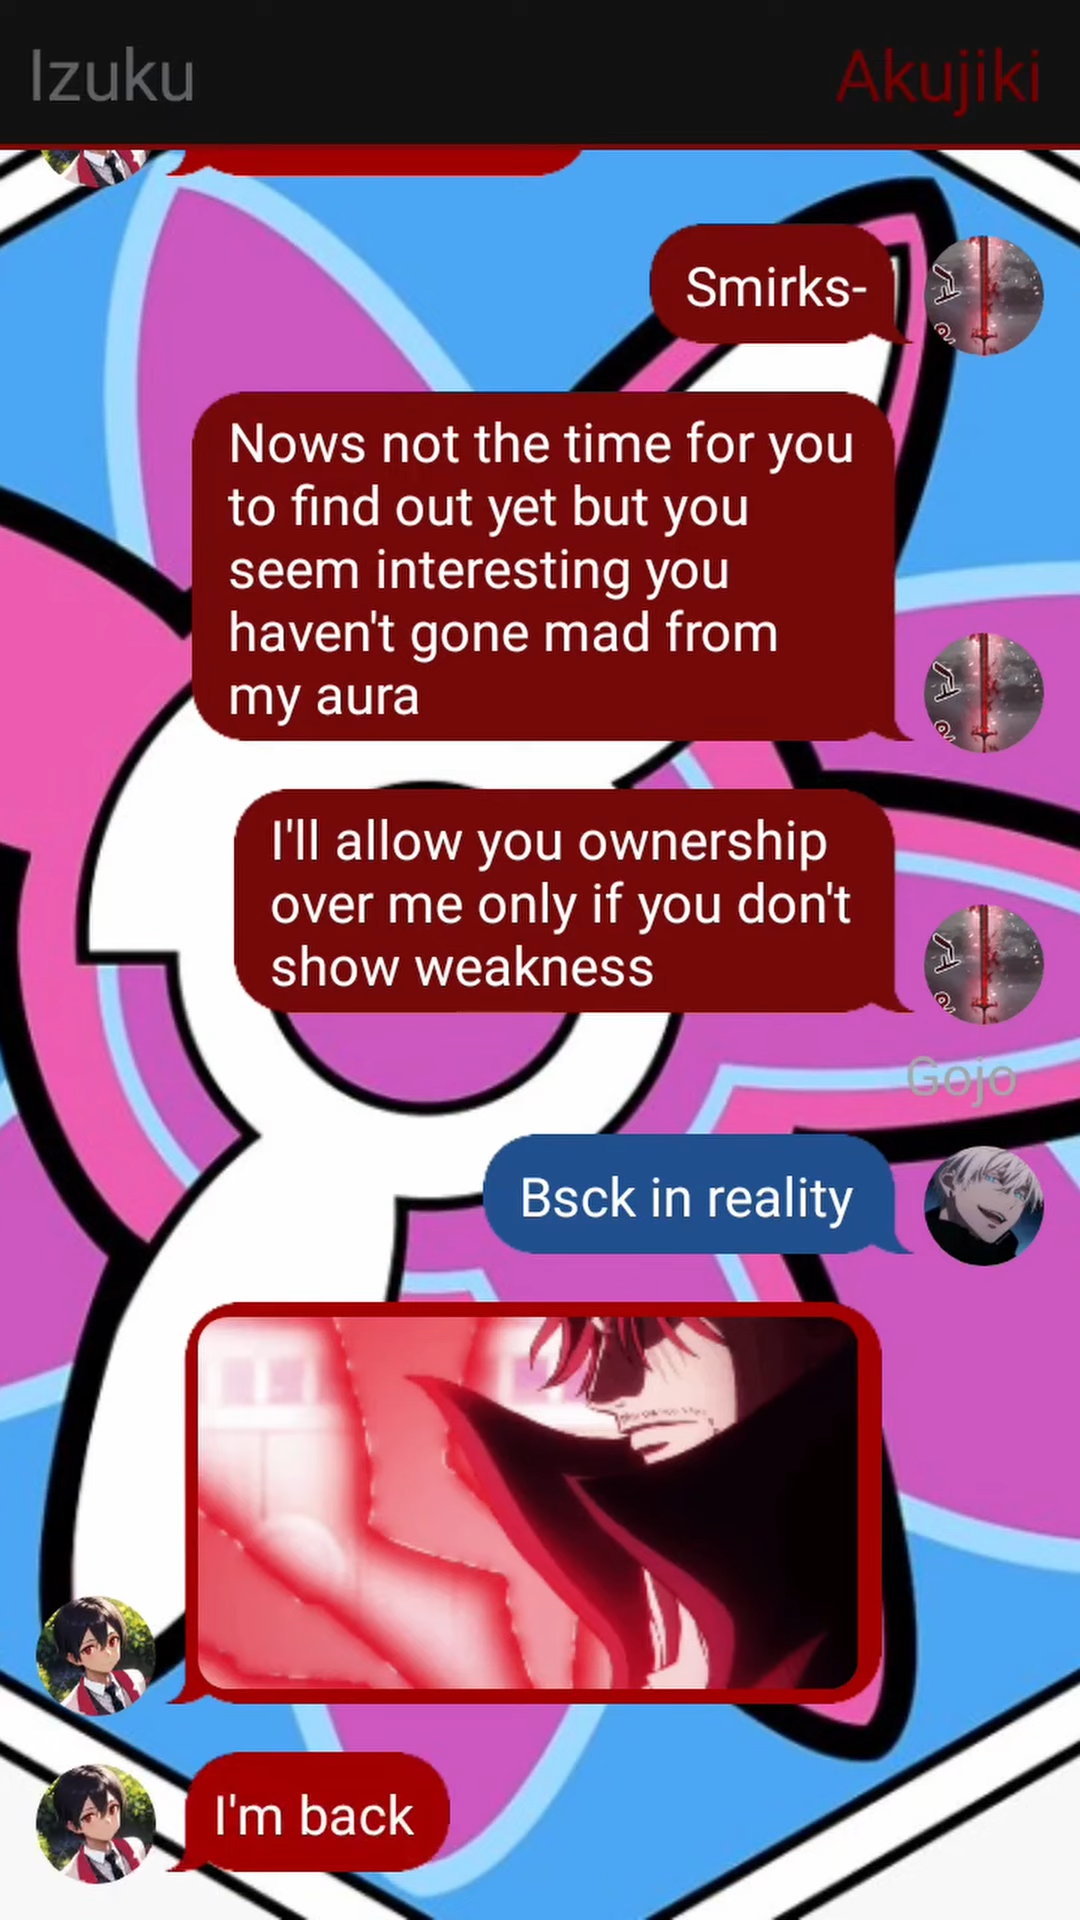 Izuku
Akujiki
Smirks-
Nows not the time for you
to find out yet but you
seem interesting you
haven't gone mad from
my aura
I'll allow you ownership
over me only if you don't
show weakness
Gojo
Bsck in reality
I'm back